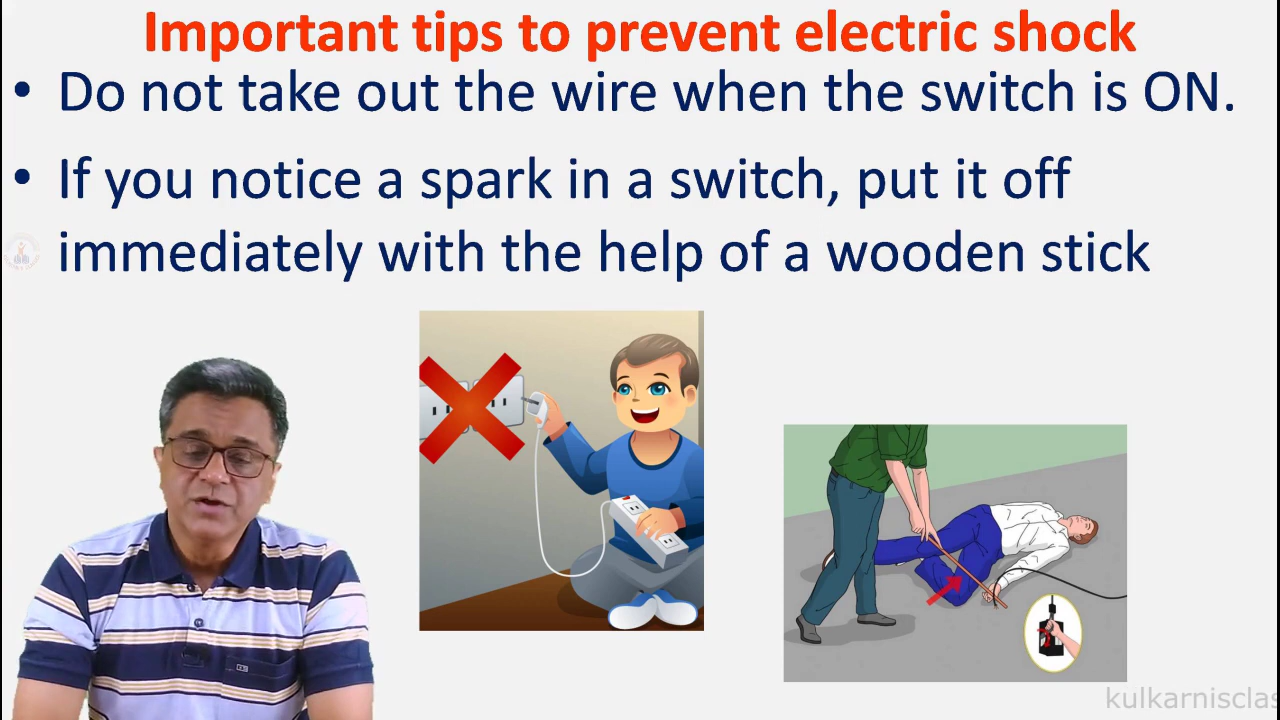 Important tips to prevent electric shock
• Do not take out the wire when the switch is ON.
• If you notice a spark in a switch, put it off
immediately with the help of a wooden stick
kulkarnisclas